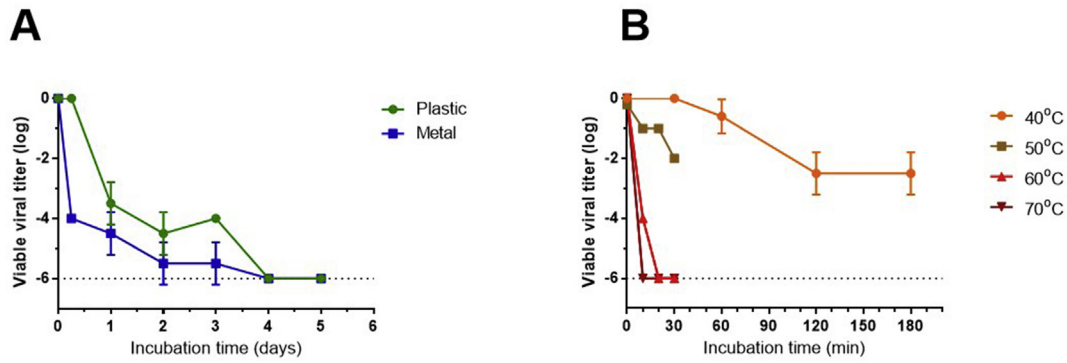 A
0
-2
-4
-6
Viable viral titer (log)
0 1 2 3 4 5 6
Incubation time (days)
Plastic
Metal
B
0
-2
-4
-6
Viable viral titer (log)
0 30 60 90 120 150 180
Incubation time (min)
40°C
50°C
60°C
70°C